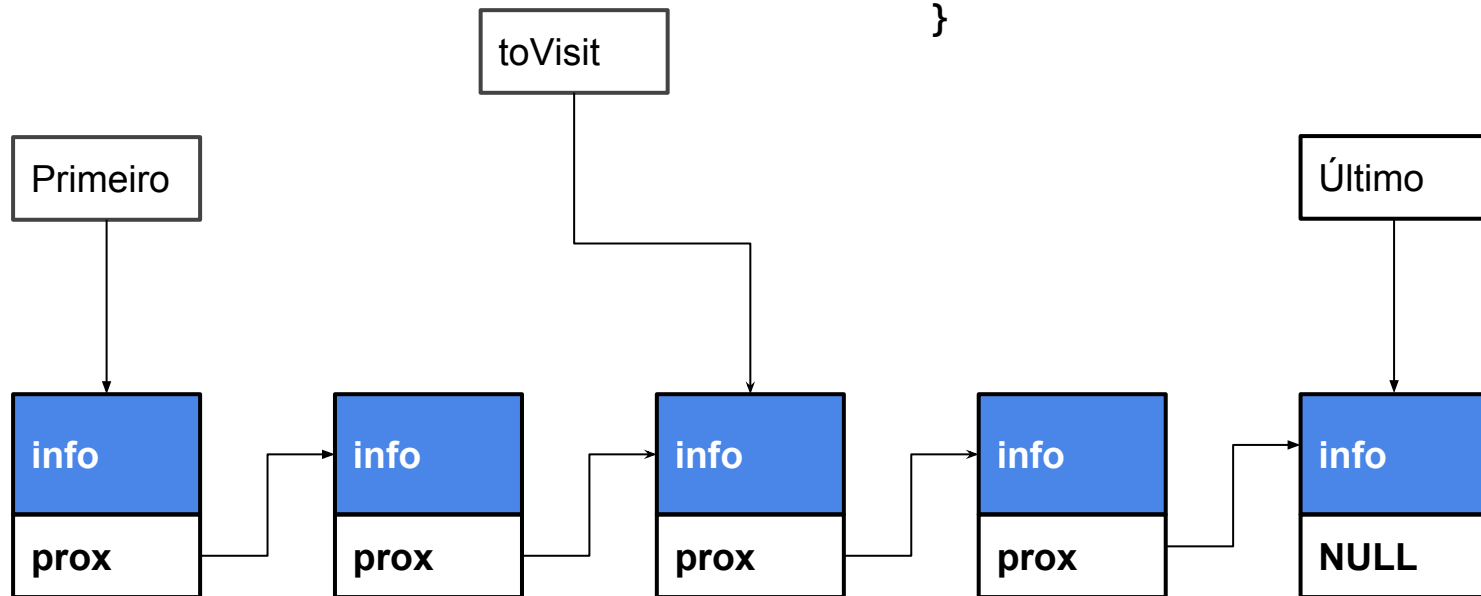 }
toVisit
Primeiro
Último
info
info
info
info
info
prox
prox
prox
prox
NULL